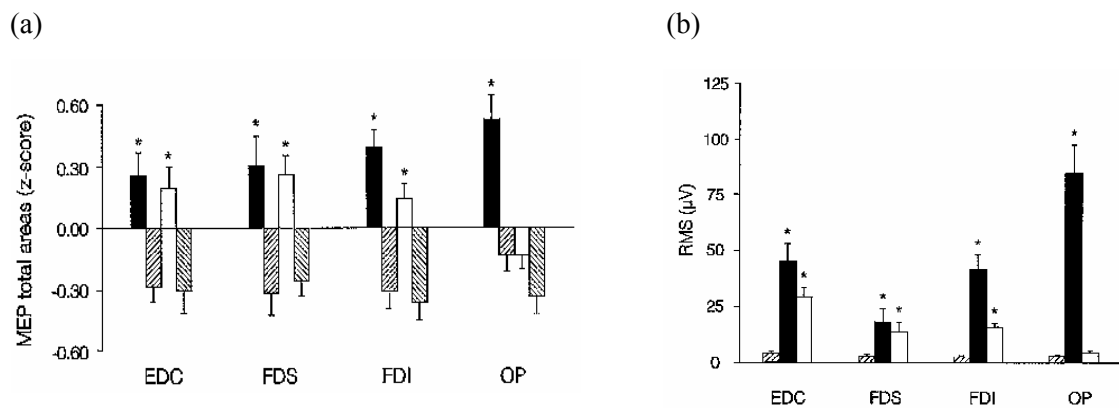 (a)
(b)
MEP total areas (z-score)
0.60
0.30
0.00
-0.30
-0.60
* * * * * * *
EDC FDS FDI OP
RMS (µV)
125
100
75
50
25
0
* * * * * * *
EDC FDS FDI OP